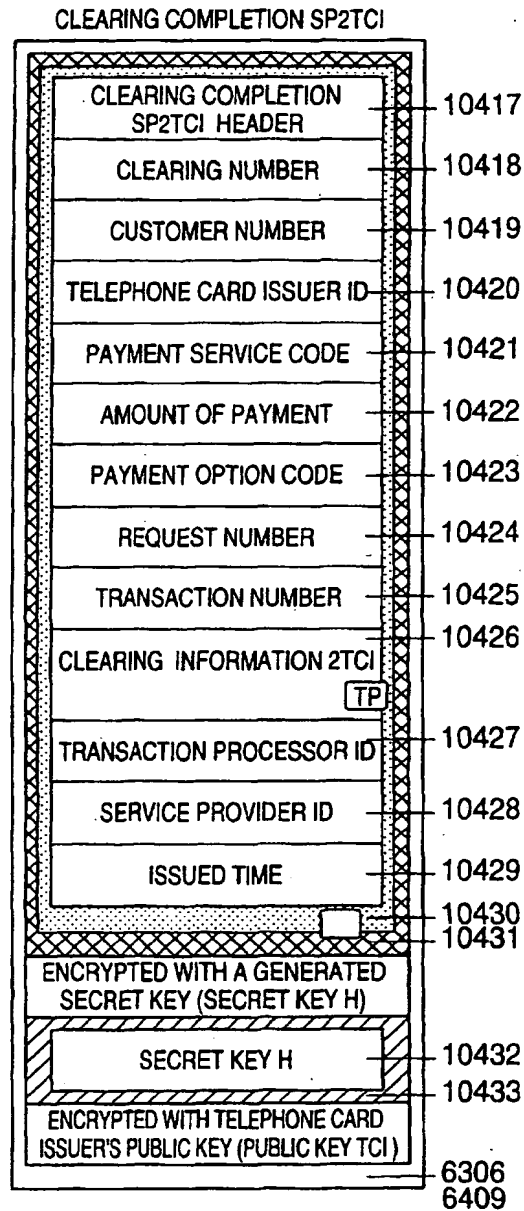 CLEARING COMPLETION SP2TCI
CLEARING COMPLETION
SP2TCI HEADER
10417
CLEARING NUMBER
10418
CUSTOMER NUMBER
10419
TELEPHONE CARD ISSUER ID
10420
PAYMENT SERVICE CODE
10421
AMOUNT OF PAYMENT
10422
PAYMENT OPTION CODE
10423
REQUEST NUMBER
10424
TRANSACTION NUMBER
10425
10426
CLEARING INFORMATION 2TCI
TP
TRANSACTION PROCESSOR ID
10427
SERVICE PROVIDER ID
10428
ISSUED TIME
10429
10430
10431
ENCRYPTED WITH A GENERATED
SECRET KEY (SECRET KEY H)
SECRET KEY H
10432
10433
ENCRYPTED WITH TELEPHONE CARD
ISSUER'S PUBLIC KEY (PUBLIC KEY TCI)
6306
6409